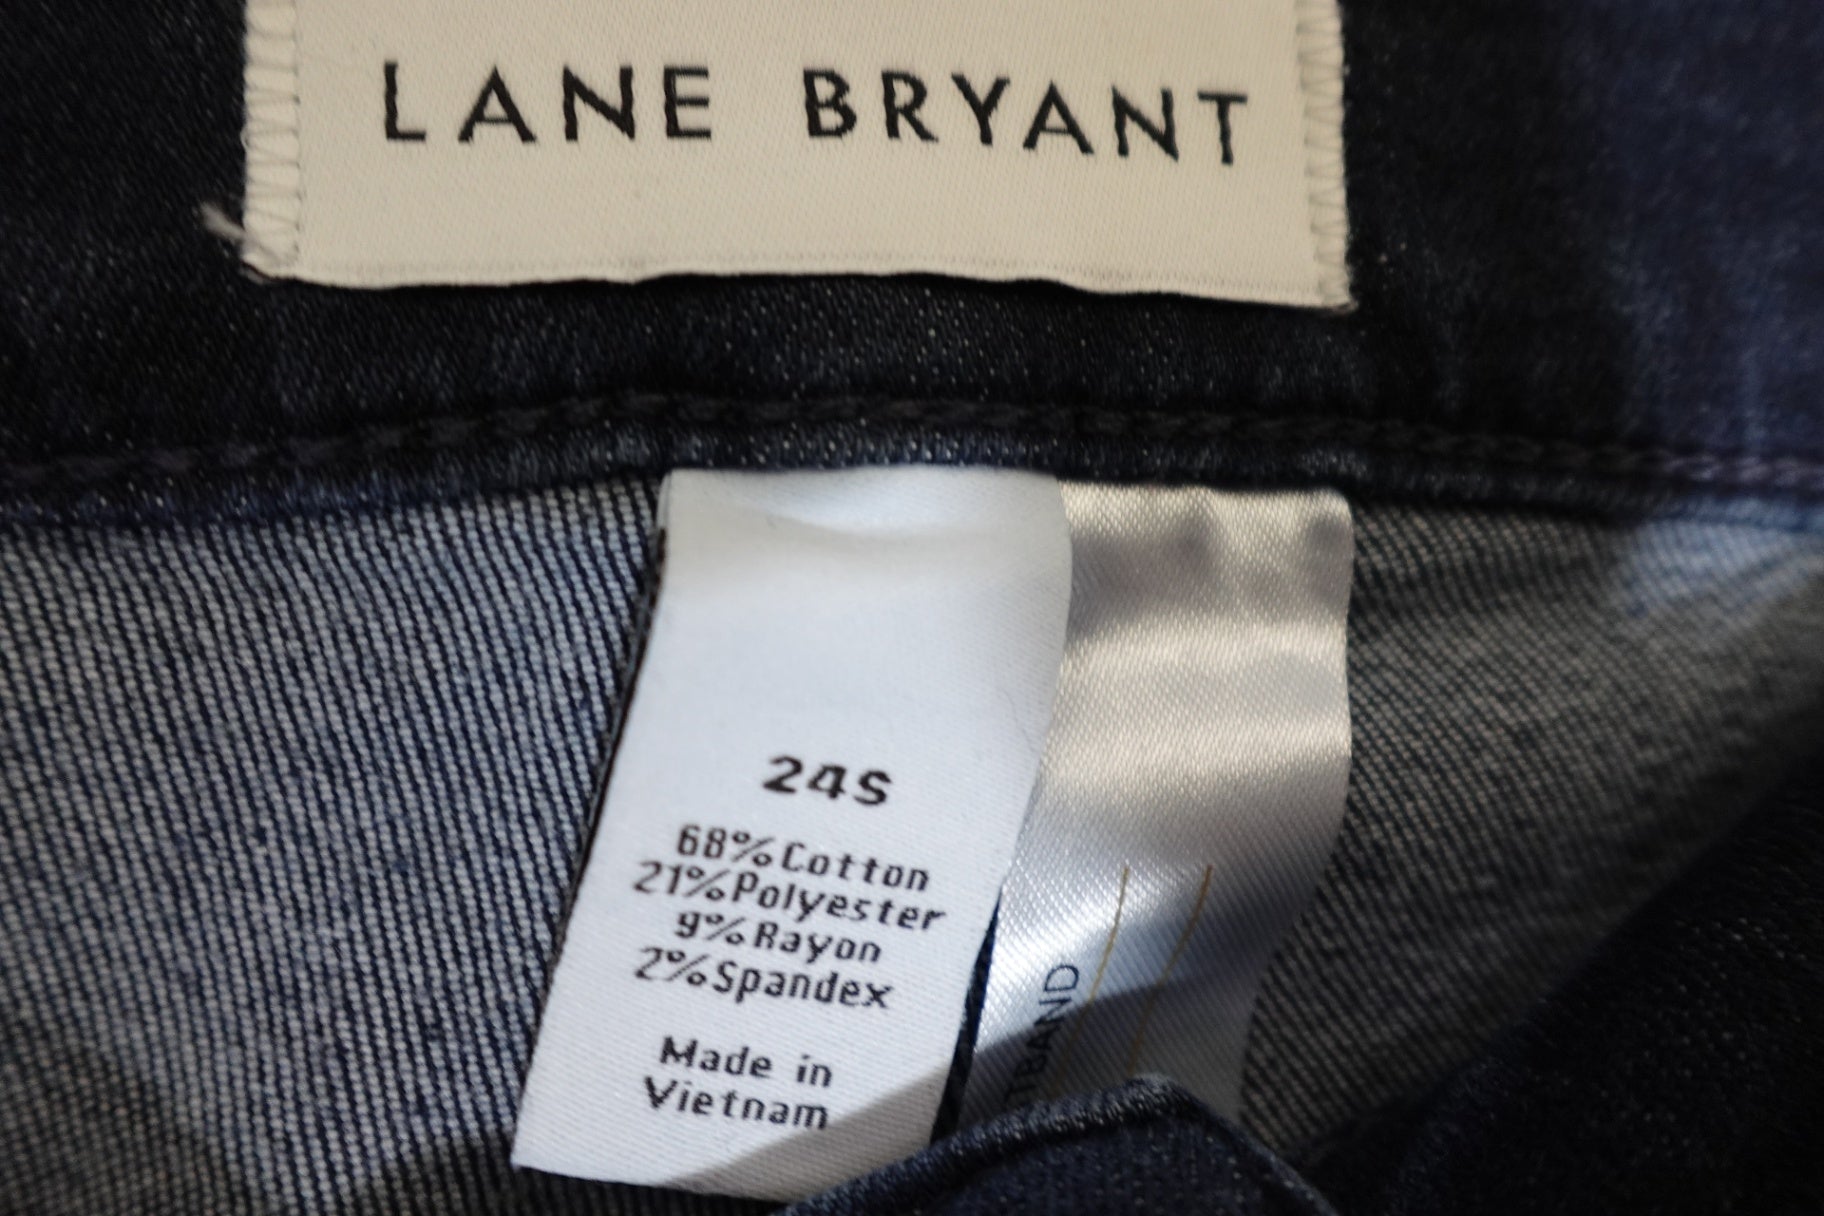 LANE BRYANT
24S
68%Cotton
21%Polyester
9%Rayon
2%Spandex
Made in
Vietnam